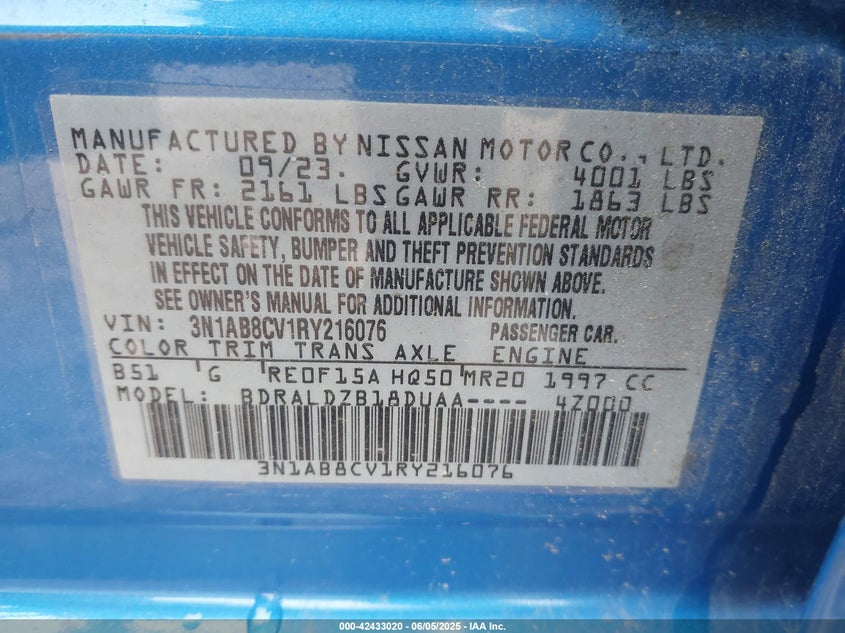 MANUFACTURED BY NISSAN MOTOR CO., LTD.
DATE: 09/23. GVWR: 4001 LBS
GAWR FR: 2161 LBS GAWR RR: 1863 LBS
THIS VEHICLE CONFORMS TO ALL APPLICABLE FEDERAL MOTOR
VEHICLE SAFETY, BUMPER AND THEFT PREVENTION STANDARDS
IN EFFECT ON THE DATE OF MANUFACTURE SHOWN ABOVE.
SEE OWNER'S MANUAL FOR ADDITIONAL INFORMATION.
VIN: 3N1AB8CV1RY216076 PASSENGER CAR.
COLOR TRIM TRANS AXLE ENGINE
B51 G RE0F15A HQ50 MR20 1997 CC
MODEL: BDRALDZB18DUAA---- 4Z000
3N1AB8CV1RY216076
000-42433020 - 06/05/2025 - IAA Inc.